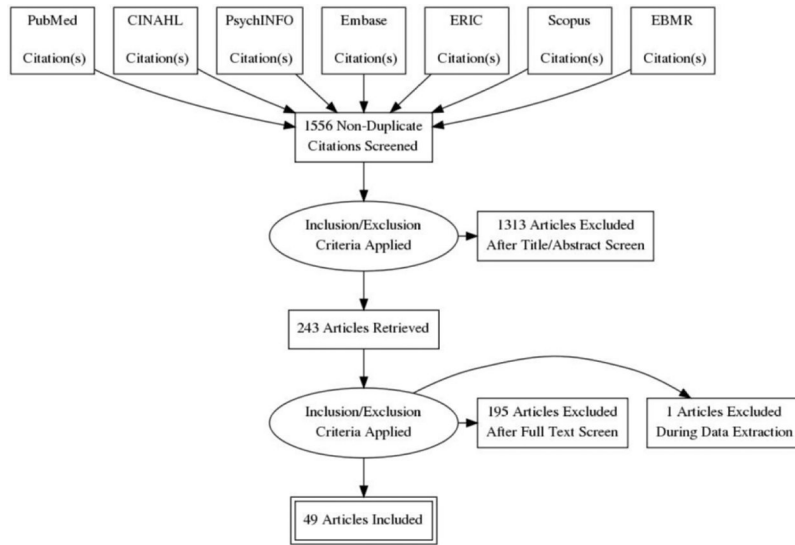 PubMed
Citation(s)
CINAHL
Citation(s)
PsychINFO
Citation(s)
Embase
Citation(s)
ERIC
Citation(s)
Scopus
Citation(s)
EBMR
Citation(s)
1556 Non-Duplicate
Citations Screened
Inclusion/Exclusion
Criteria Applied
1313 Articles Excluded
After Title/Abstract Screen
243 Articles Retrieved
Inclusion/Exclusion
Criteria Applied
195 Articles Excluded
After Full Text Screen
1 Articles Excluded
During Data Extraction
49 Articles Included